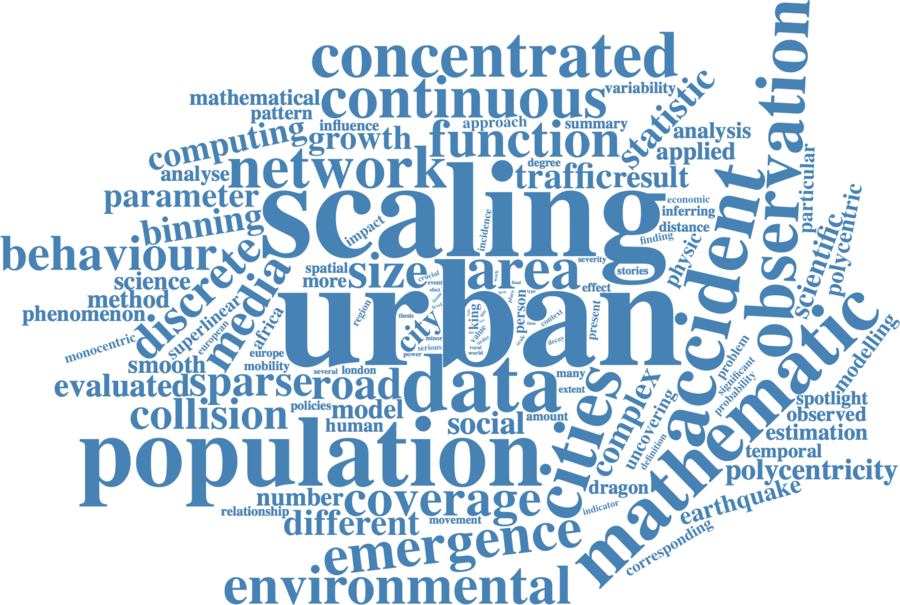 concentrated
mathematical
continuous
variability
pattern
influence
approach
summary
statistic
observation
computing
growth
function
analysis
analyse
network
degree
applied
parameter
scaling
traffic
result
particular
economic
binning
impact
incidence
inferring
distance
finding
behaviour
discrete
media
spatial
size
crucial
area
severity
stories
physic
accident
scientific
polycentric
science
more
event
effect
method
phenomenon
superlinear
european
africa
region
thesis
city
urban
king
value
person
context
present
monocentric
smooth
europe
mobility
minor
serious
power
rural
world
decay
problem
significant
probability
mathematic
modelling
evaluated
sparse
several
london
road
data
many
extent
cities
complex
uncovering
definition
spotlight
observed
estimation
collision
policies
model
human
social
amount
population
temporal
polycentricity
number
coverage
dragon
relationship
different
movement
indicator
earthquake
corresponding
emergence
environmental